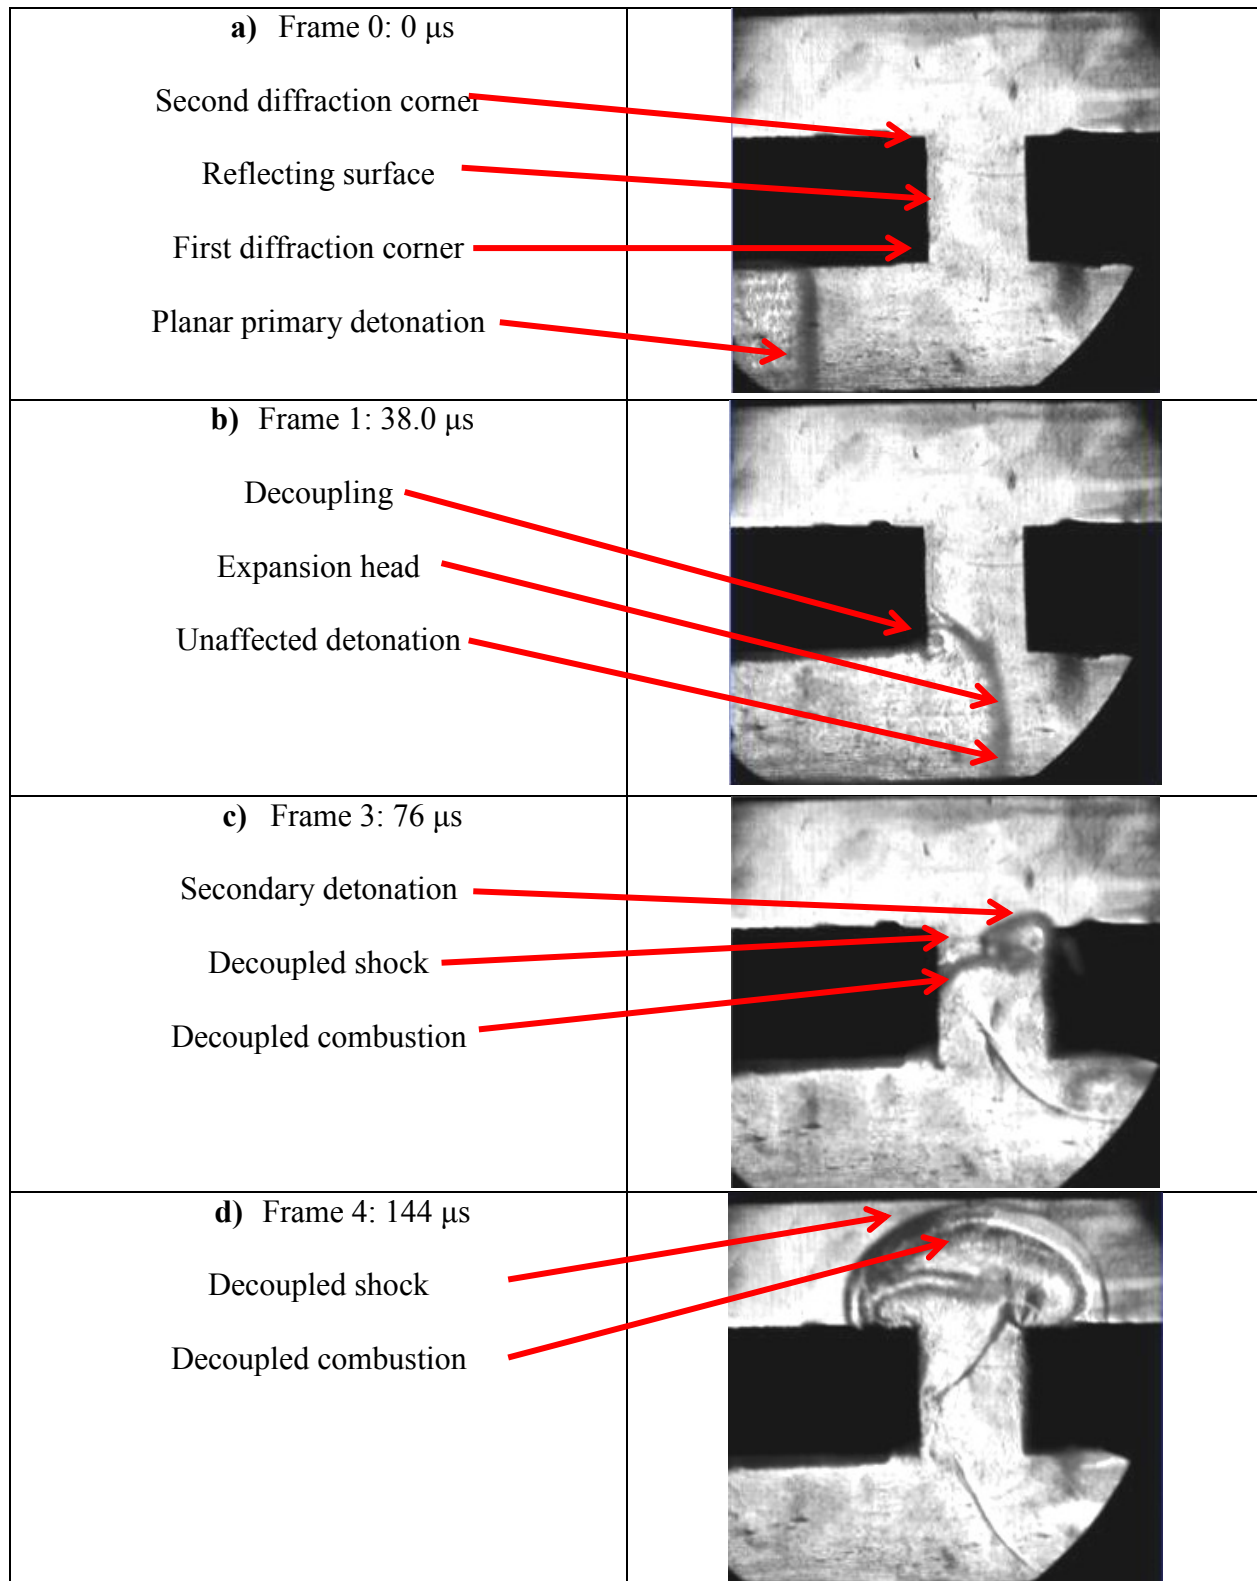 a) Frame 0: 0 μs
Second diffraction corner
Reflecting surface
First diffraction corner
Planar primary detonation
b) Frame 1: 38.0 μs
Decoupling
Expansion head
Unaffected detonation
c) Frame 3: 76 μs
Secondary detonation
Decoupled shock
Decoupled combustion
d) Frame 4: 144 μs
Decoupled shock
Decoupled combustion